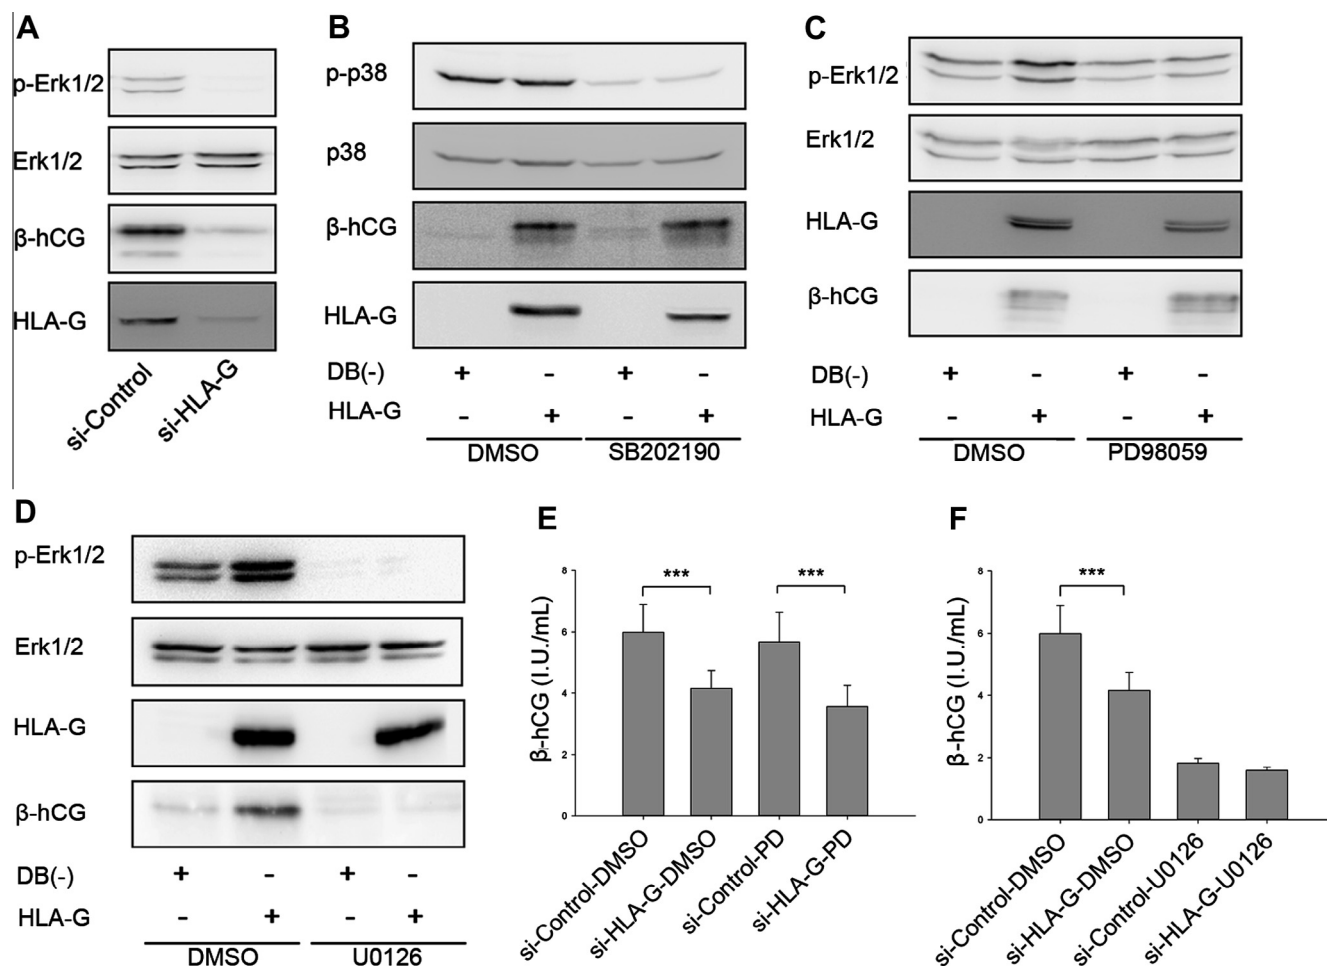 A
p-Erk1/2
Erk1/2
β-hCG
HLA-G
si-Control
si-HLA-G
B
p-p38
p38
β-hCG
HLA-G
DB(-) + - + -
HLA-G - + - +
DMSO SB202190
C
p-Erk1/2
Erk1/2
HLA-G
β-hCG
DB(-) + - + -
HLA-G - + - +
DMSO PD98059
D
p-Erk1/2
Erk1/2
HLA-G
β-hCG
DB(-) + - + -
HLA-G - + - +
DMSO U0126
E
β-hCG (I.U./mL)
8
6
4
2
0
*** ***
si-Control-DMSO
si-HLA-G-DMSO
si-Control-PD
si-HLA-G-PD
F
β-hCG (I.U./mL)
8
6
4
2
0
***
si-Control-DMSO
si-HLA-G-DMSO
si-Control-U0126
si-HLA-G-U0126